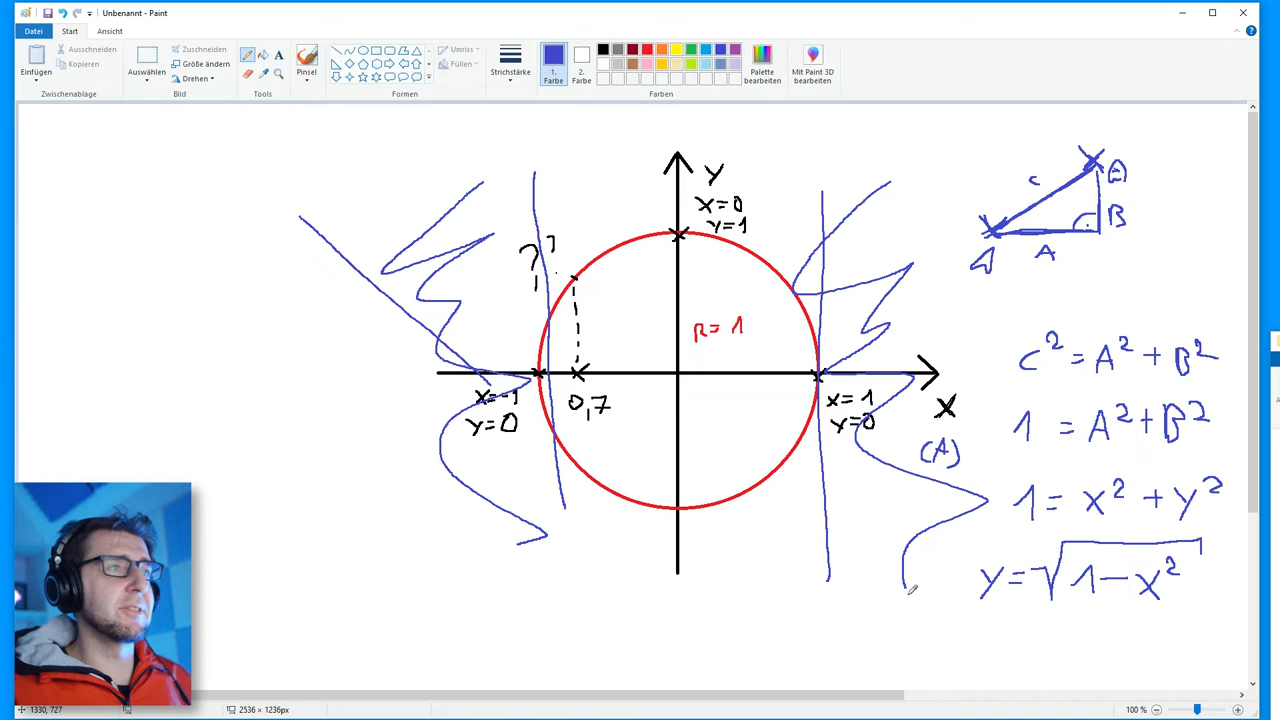 Unbenannt - Paint
Datei
Start
Ansicht
Einfügen
Ausschneiden
Kopieren
Zwischenablage
Auswählen
Zuschneiden
Größe ändern
Drehen
Bild
A
Tools
Pinsel
Formen
Umriss
Füllen
Strichstärke
1. Farbe
2. Farbe
Farben
Palette bearbeiten
Mit Paint 3D bearbeiten
Y
X=0
y=1
??
R=1
x=-1
y=0
0,7
x=1
y=0
X
(A)
C
B
A
C² = A² + B²
1 = A² + B²
1 = x² + y²
y = √1-x²
1330, 727
2536 × 1236px
100 %